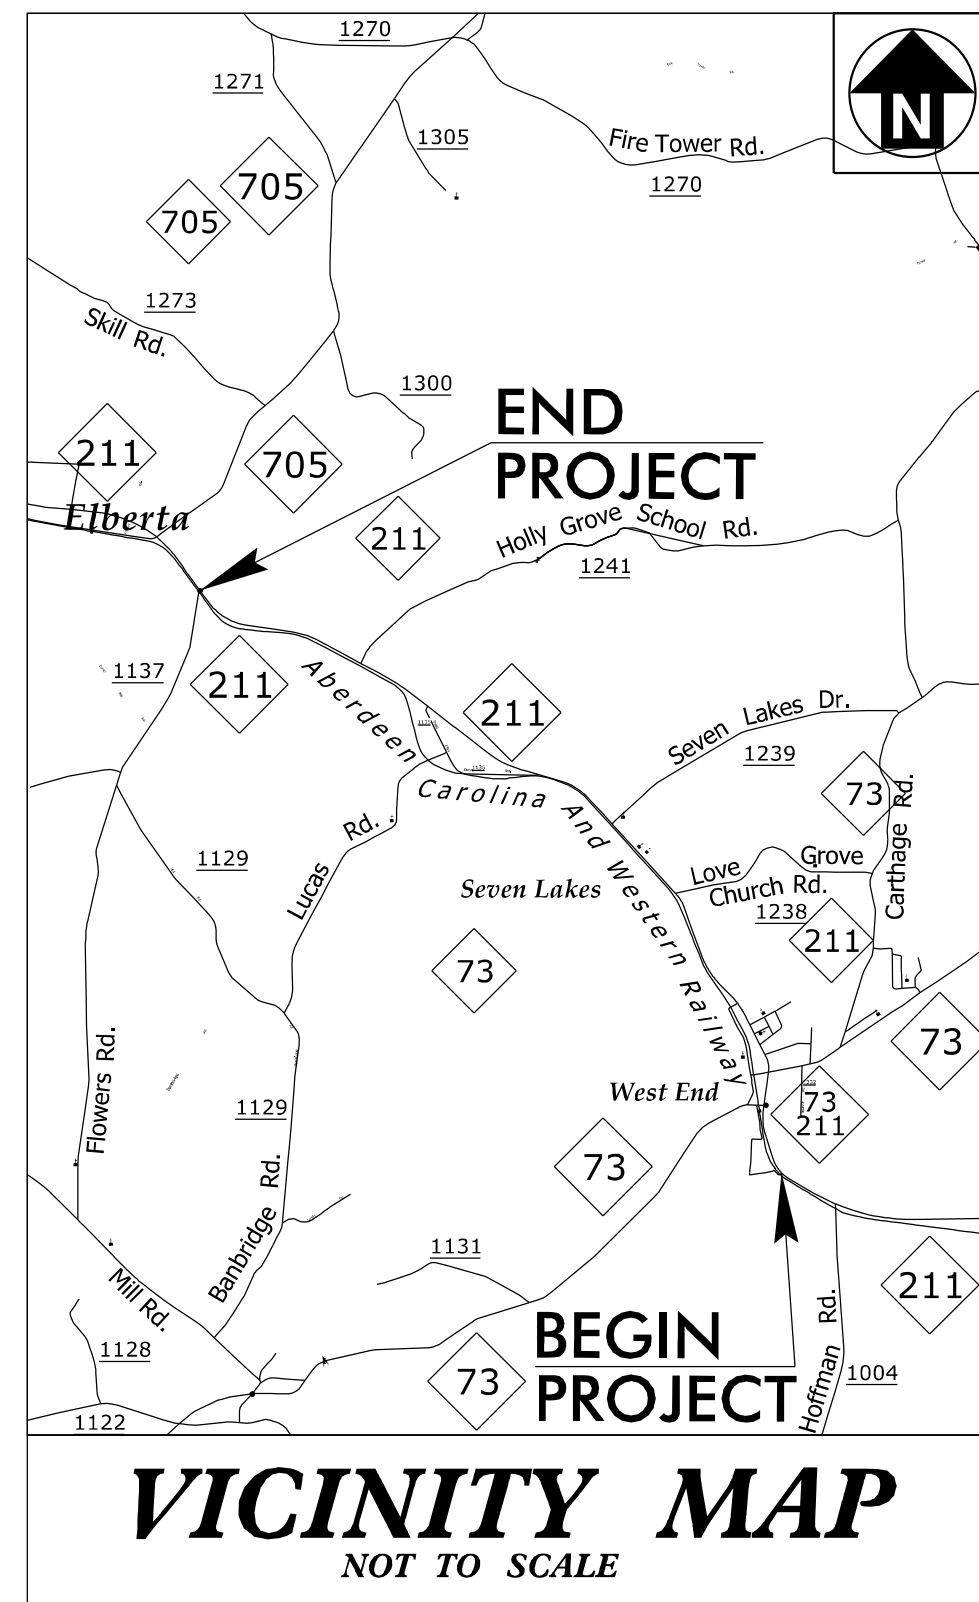 1270
1271
N
1305
Fire Tower Rd.
1270
705
705
1273
Skill Rd.
1300
END
PROJECT
211
705
Elberta
211
Holly Grove School Rd.
1241
1137
211
211
Seven Lakes Dr.
1239
73
Carthage Rd.
Aberdeen Carolina And Western Railway
Lucas Rd.
1129
Love Grove
Church Rd.
1238
Seven Lakes
211
73
73
Flowers Rd.
West End
73
211
1129
73
Banbridge Rd.
1131
211
Mill Rd.
BEGIN
PROJECT
Hoffman Rd.
1128
73
1004
1122
VICINITY MAP
NOT TO SCALE